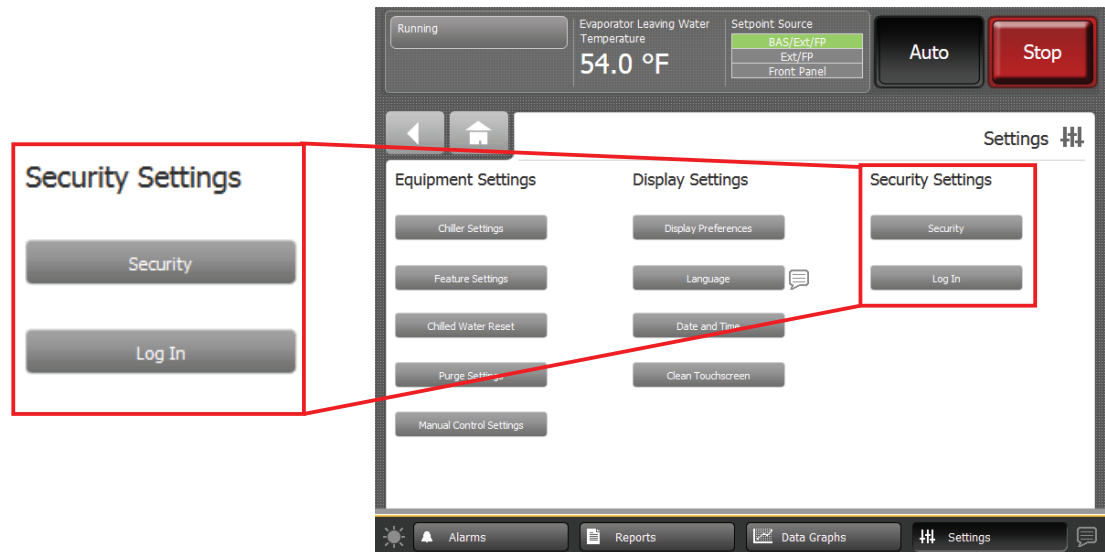 Security Settings
Security
Log In
Running
Evaporator Leaving Water
Temperature
54.0 °F
Setpoint Source
BAS/Ext/FP
Ext/FP
Front Panel
Auto
Stop
Settings
Equipment Settings
Chiller Settings
Feature Settings
Chilled Water Reset
Purge Settings
Manual Control Settings
Display Settings
Display Preferences
Language
Date and Time
Clean Touchscreen
Security Settings
Security
Log In
Alarms
Reports
Data Graphs
Settings